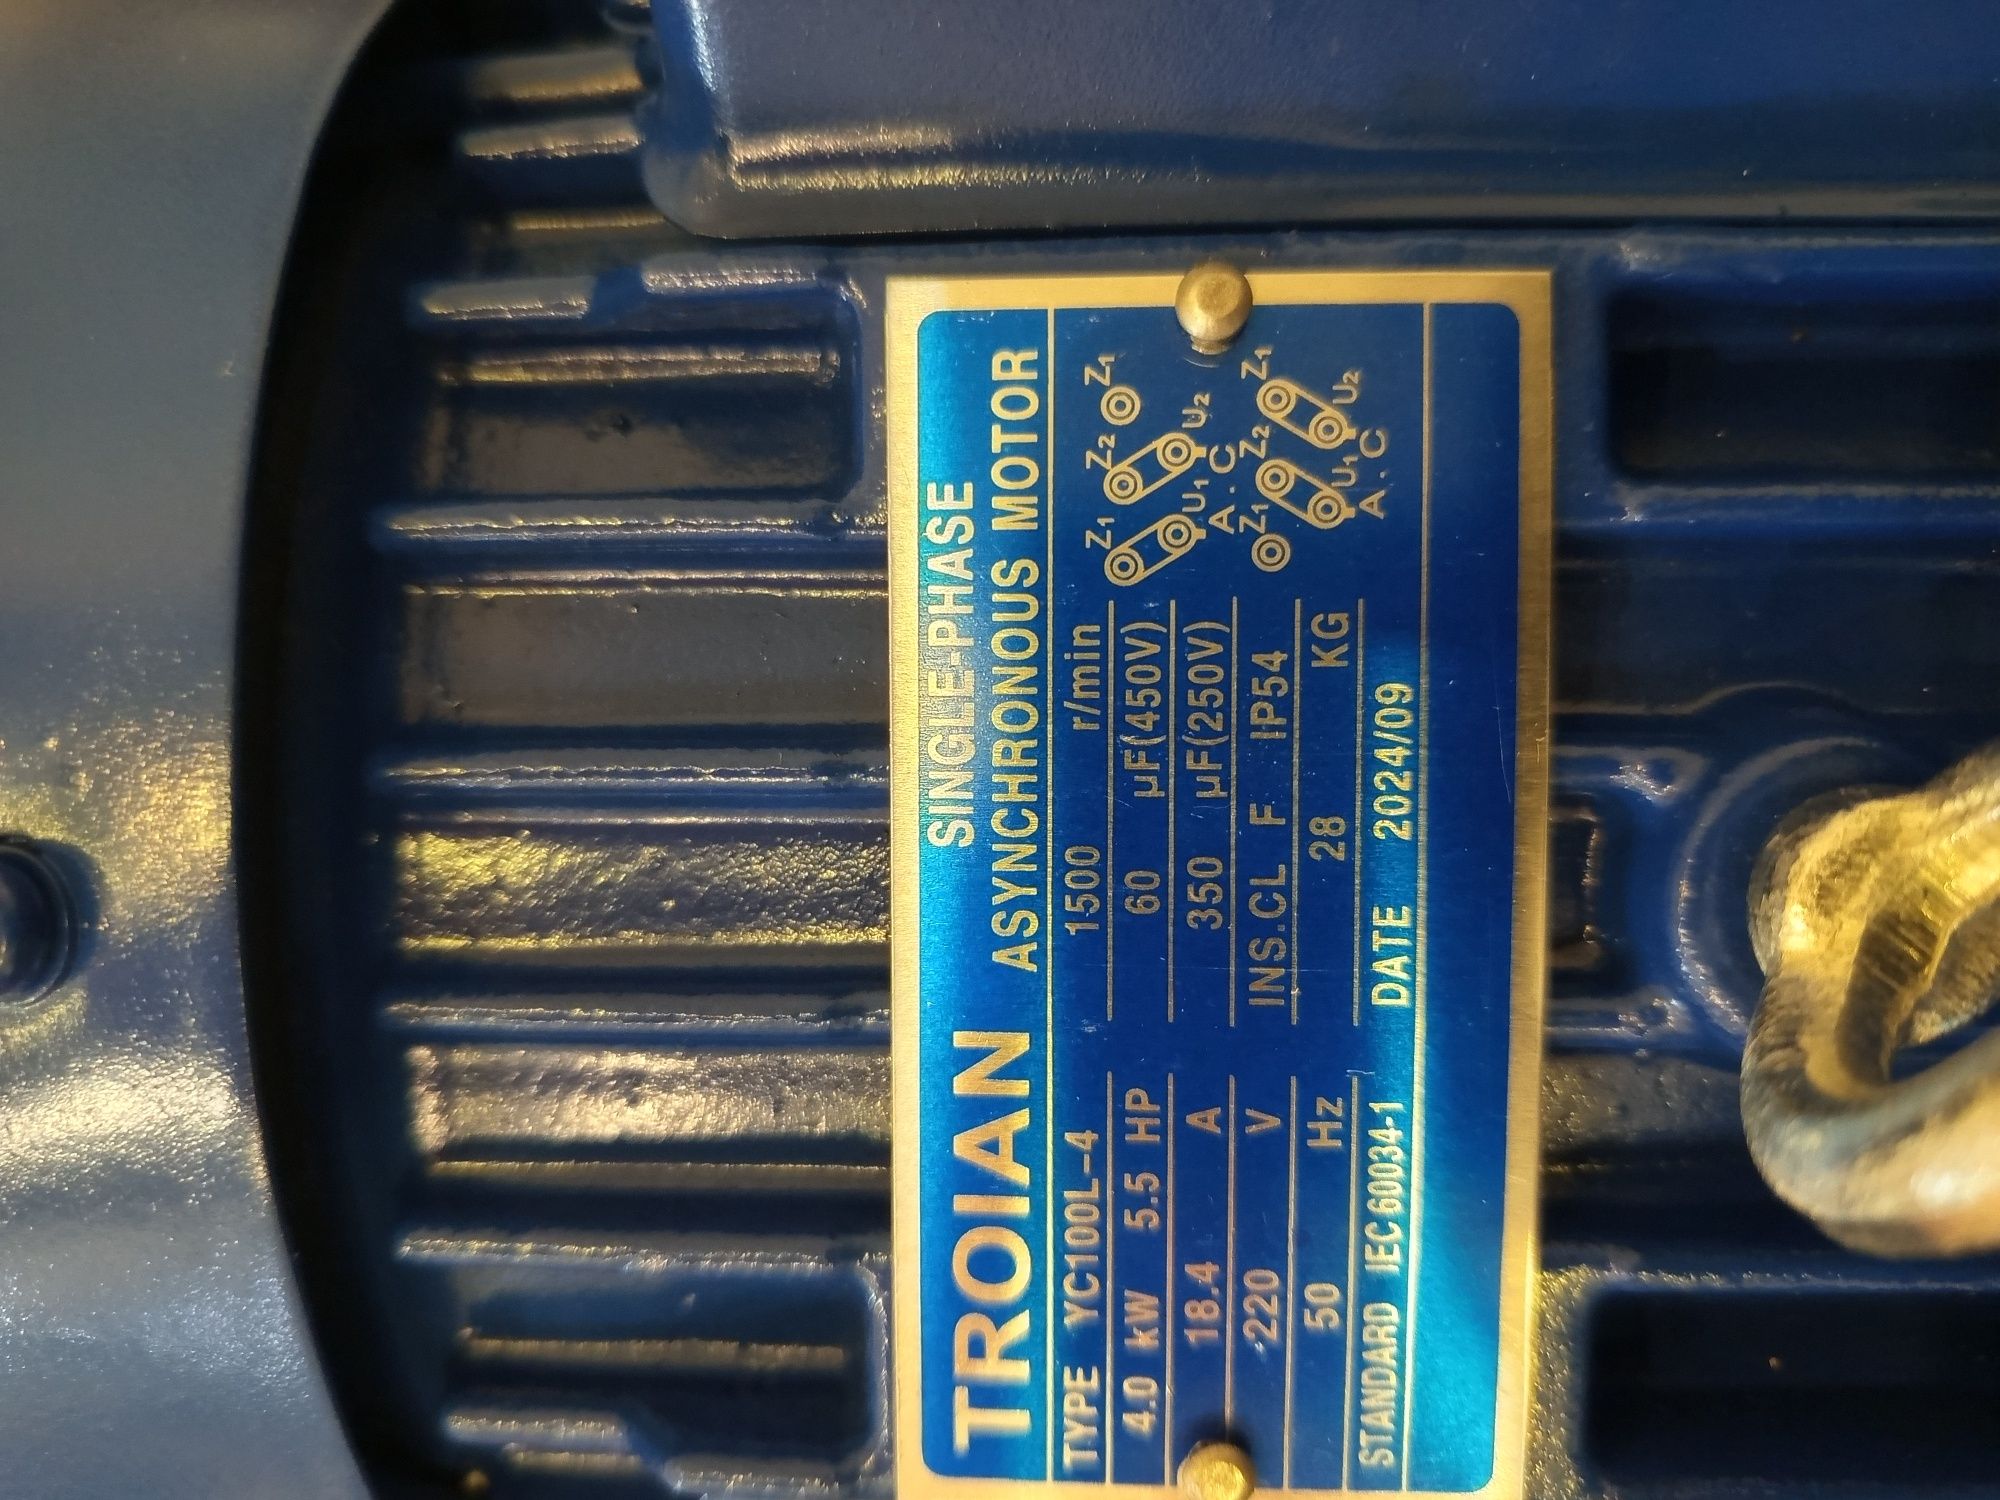 TROIAN
SINGLE-PHASE
ASYNCHRONOUS MOTOR
TYPE YC100L-4 1500 r/min
4.0 kW 5.5 HP 60 µF(450V)
18.4 A 350 µF(250V)
220 V INS.CL F IP54
50 Hz 28 KG
STANDARD IEC 60034-1 DATE 2024/09
Z1 Z2 Z1
U1 U2
A.C
Z1 Z2 Z1
U1 U2
A.C